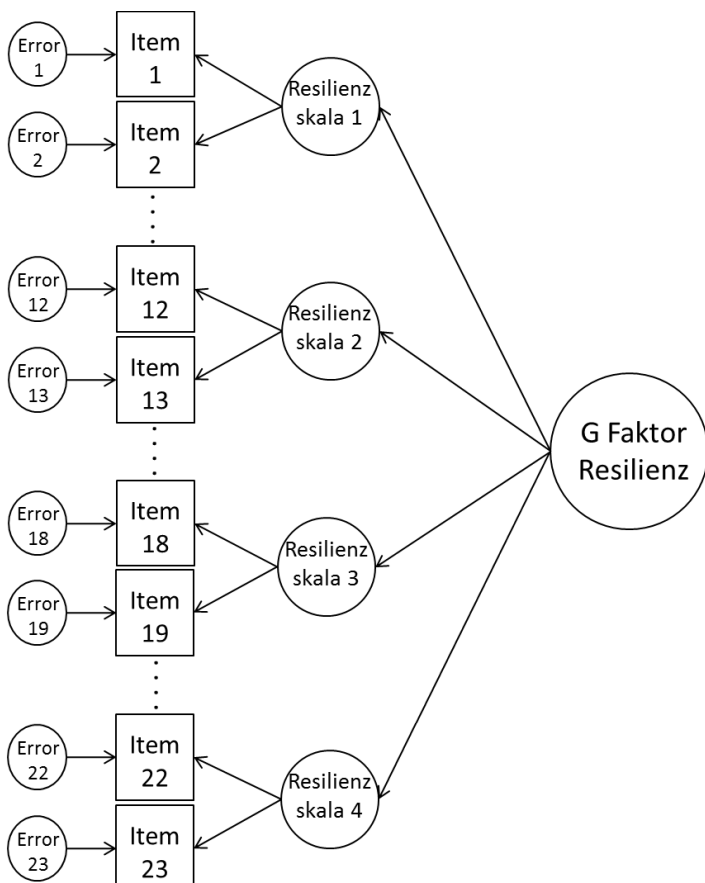 Error
1
Item
1
Resilienz
skala 1
Error
2
Item
2
Error
12
Item
12
Resilienz
skala 2
Error
13
Item
13
G Faktor
Resilienz
Error
18
Item
18
Resilienz
skala 3
Error
19
Item
19
Error
22
Item
22
Resilienz
skala 4
Error
23
Item
23